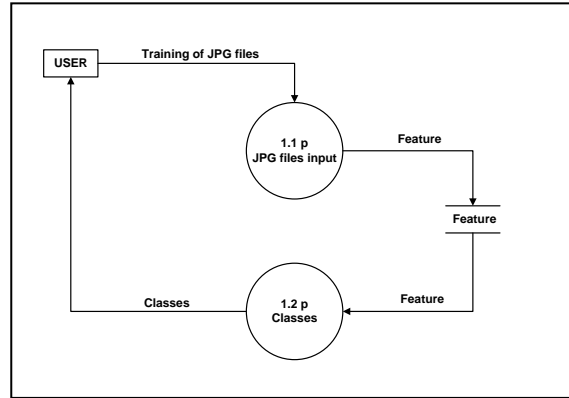 Training of JPG files
USER
1.1 p
JPG files input
Feature
Feature
1.2 p
Classes
Classes
Feature